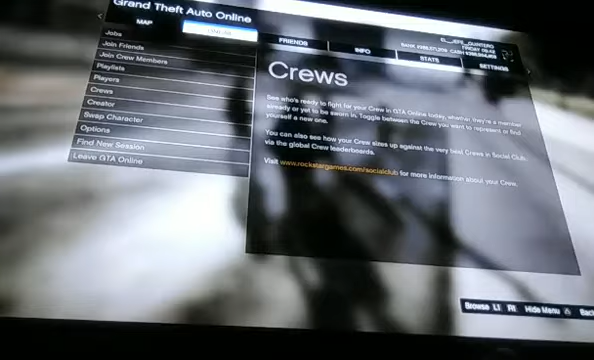 Grand Theft Auto Online
MAP
ONLINE
FRIENDS
INFO
STATS
SETTINGS
Jobs
Join Friends
Join Crew Members
Playlists
Players
Crews
Creator
Swap Character
Options
Find New Session
Leave GTA Online
Crews
See who's ready to fight for your Crew in GTA Online today, whether they're a member
already or yet to be sworn in. Toggle between the Crew you want to represent or find
yourself a new one.
You can also see how your Crew sizes up against the very best Crews in Social Club
via the global Crew leaderboards.
Visit www.rockstargames.com/socialclub for more information about your Crew.
Browse L1 R1 Hide Menu Back